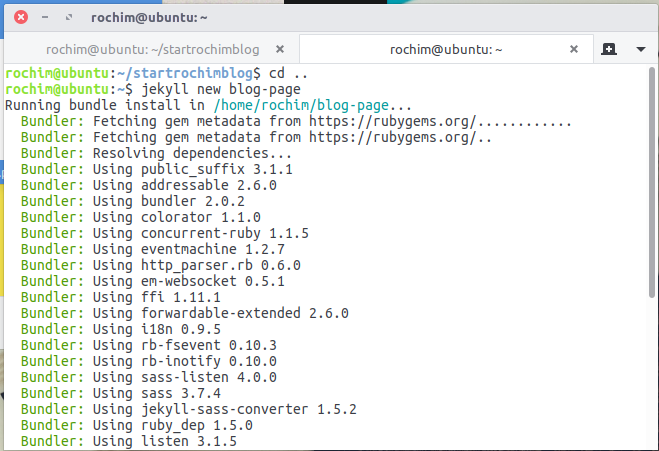 rochim@ubuntu: ~
rochim@ubuntu: ~/startrochimblog
rochim@ubuntu: ~
rochim@ubuntu:~/startrochimblog$ cd ..
rochim@ubuntu:~$ jekyll new blog-page
Running bundle install in /home/rochim/blog-page...
Bundler: Fetching gem metadata from https://rubygems.org/............
Bundler: Fetching gem metadata from https://rubygems.org/..
Bundler: Resolving dependencies...
Bundler: Using public_suffix 3.1.1
Bundler: Using addressable 2.6.0
Bundler: Using bundler 2.0.2
Bundler: Using colorator 1.1.0
Bundler: Using concurrent-ruby 1.1.5
Bundler: Using eventmachine 1.2.7
Bundler: Using http_parser.rb 0.6.0
Bundler: Using em-websocket 0.5.1
Bundler: Using ffi 1.11.1
Bundler: Using forwardable-extended 2.6.0
Bundler: Using i18n 0.9.5
Bundler: Using rb-fsevent 0.10.3
Bundler: Using rb-inotify 0.10.0
Bundler: Using sass-listen 4.0.0
Bundler: Using sass 3.7.4
Bundler: Using jekyll-sass-converter 1.5.2
Bundler: Using ruby_dep 1.5.0
Bundler: Using listen 3.1.5